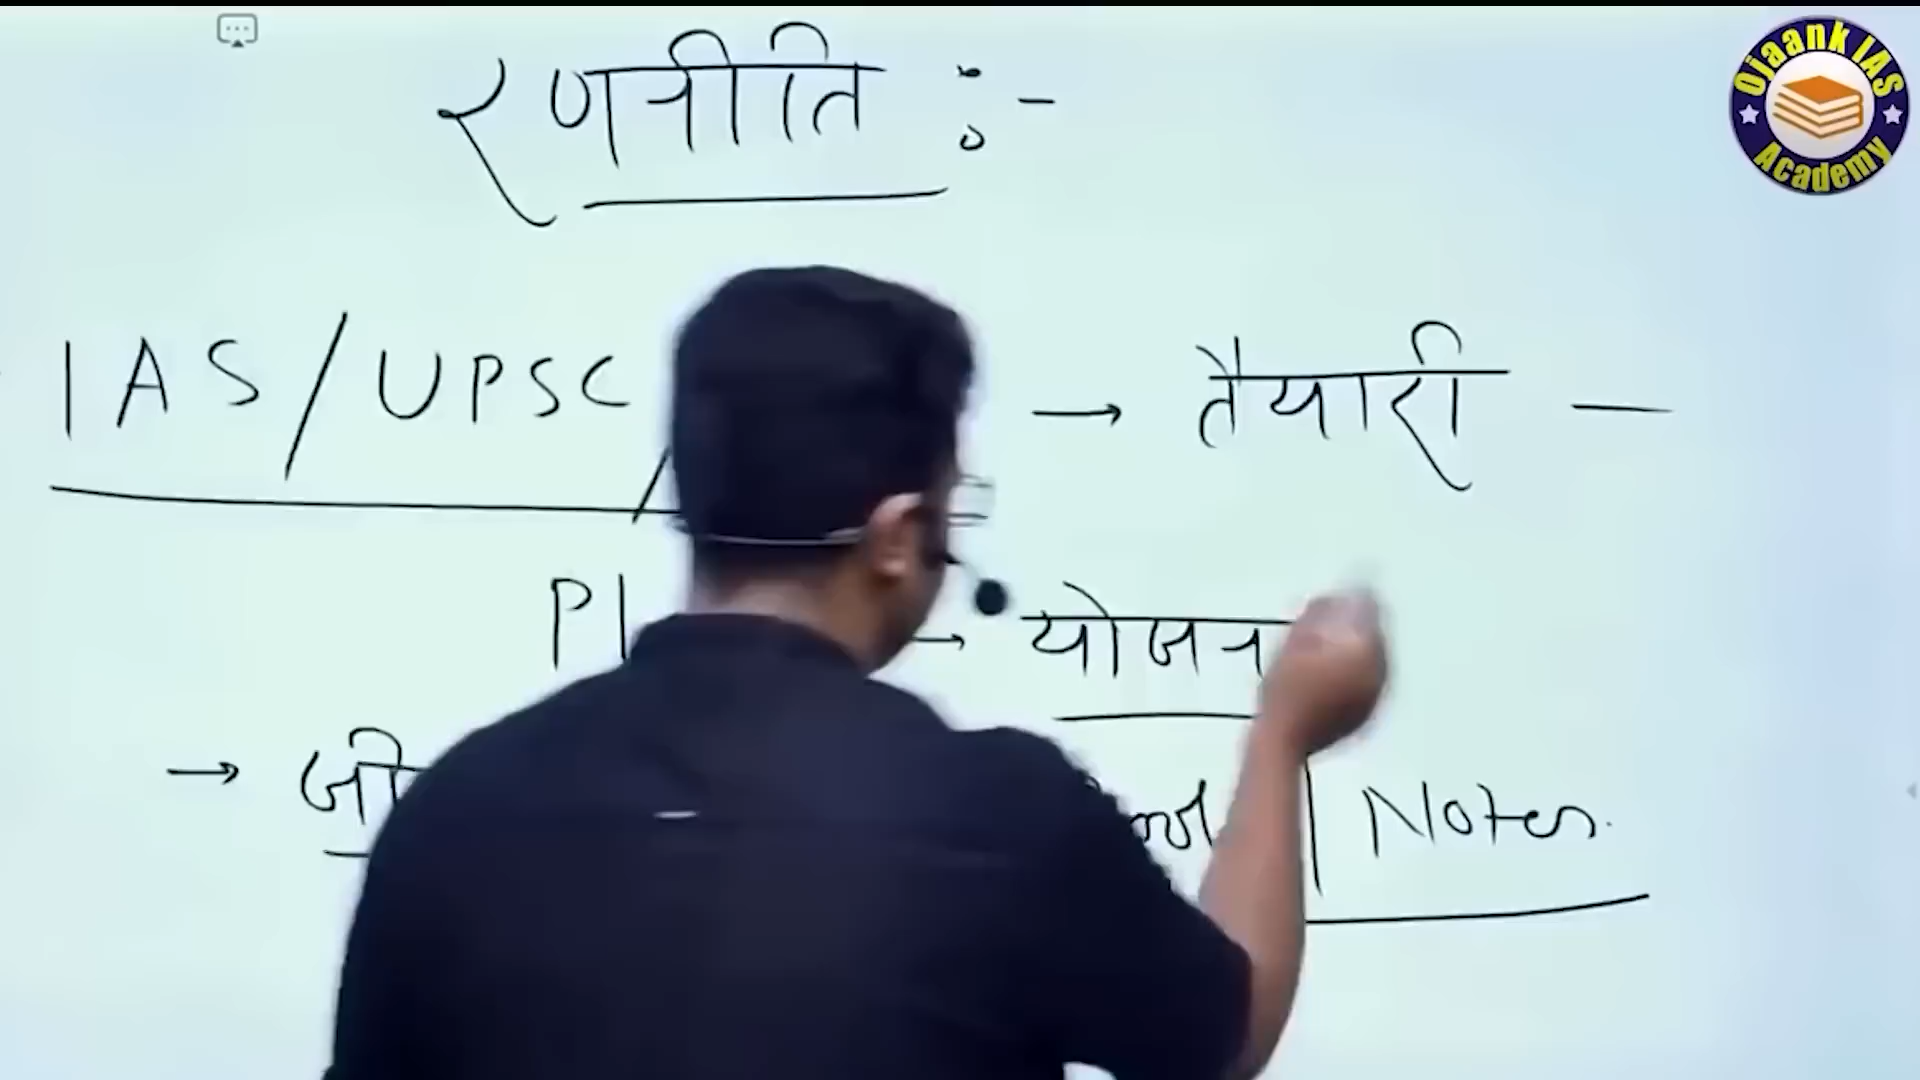 Ojaank IAS Academy
रणनीति :-
IAS/UPSC/ → तैयारी —
→ योजना
→
Notes.